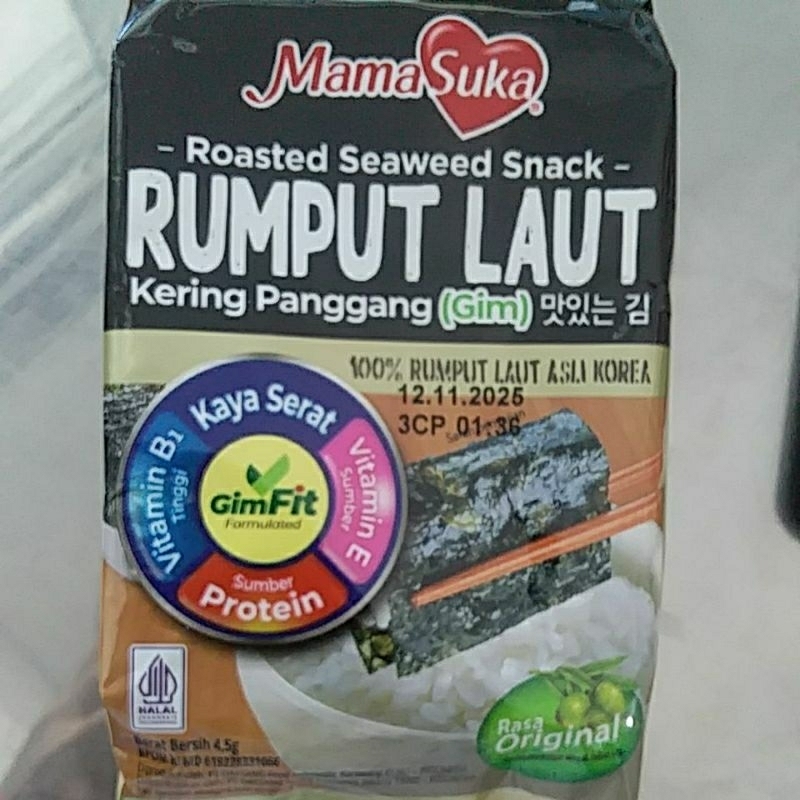 MamaSuka
- Roasted Seaweed Snack -
RUMPUT LAUT
Kering Panggang (Gim) 맛있는 김
100% RUMPUT LAUT ASLI KOREA
12.11.2025
3CP 01:36
Kaya Serat
Vitamin B1
Tinggi
Vitamin E
Sumber
GimFit
Formulated
Sumber
Protein
HALAL
INDONESIA
Rasa
Original
Berat Bersih 4,5g